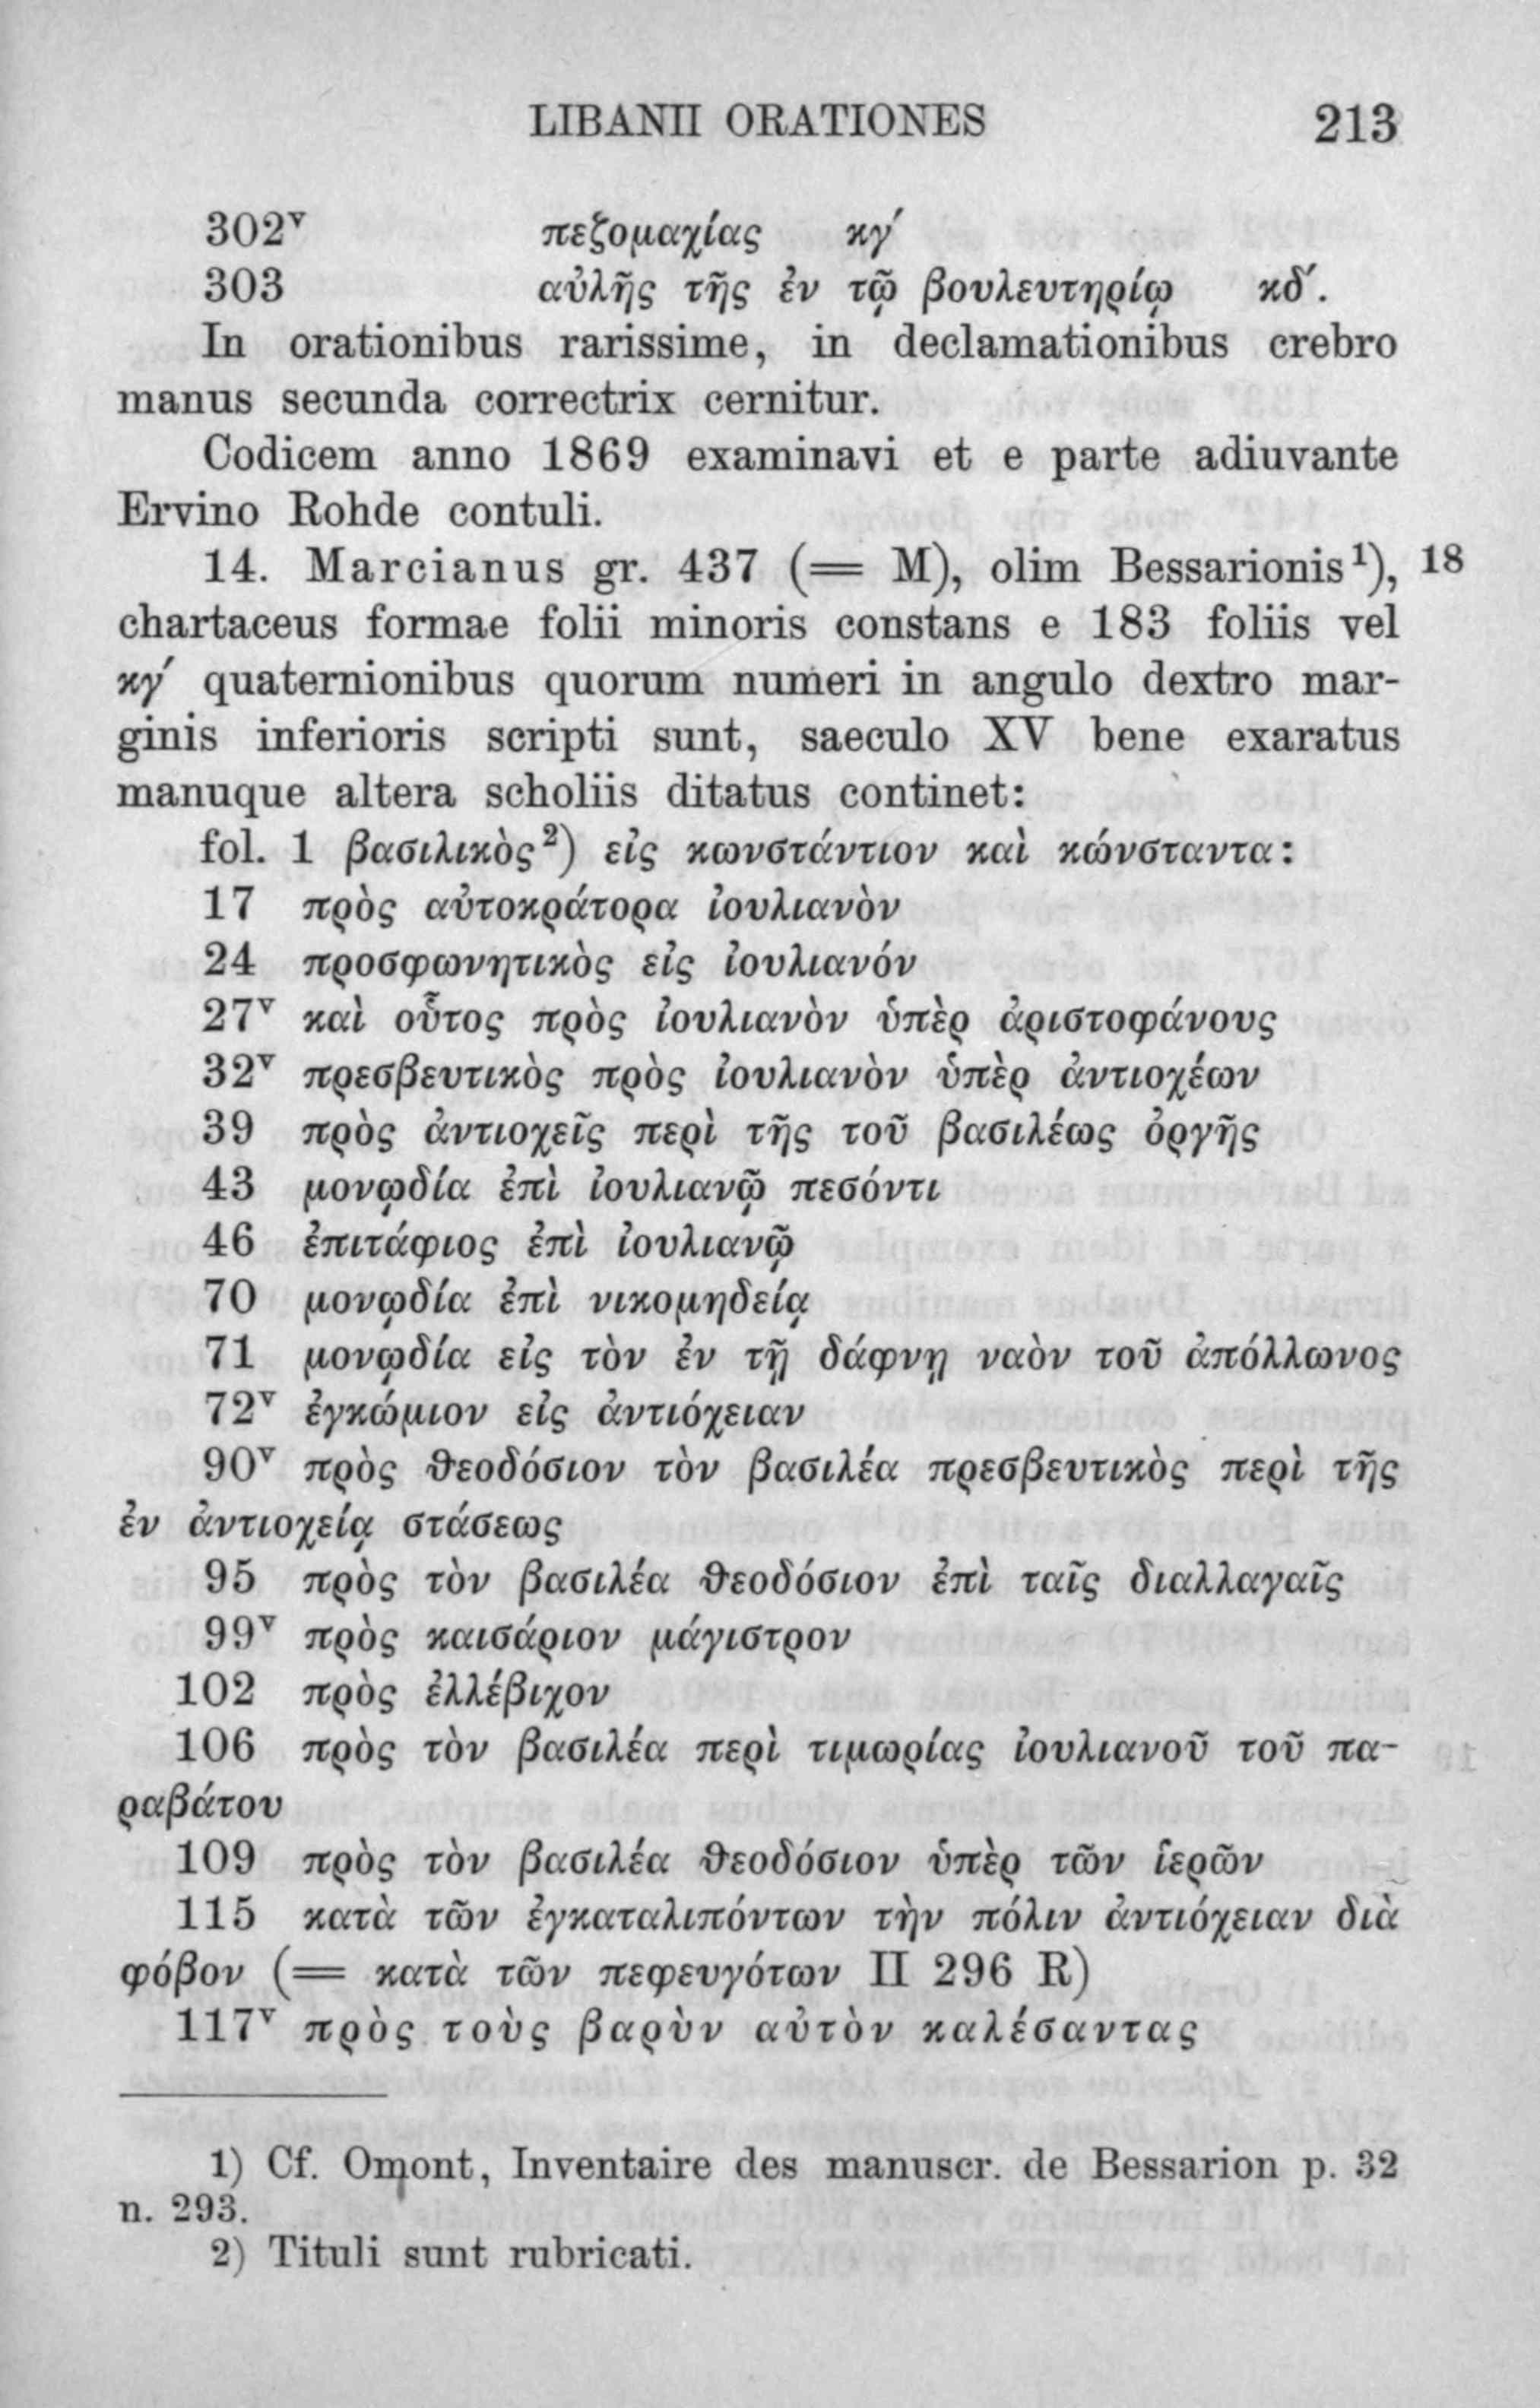 LIBANII ORATIONES 213
302ᵛ πεζομαχίας κγ´
303 αὐλῆς τῆς ἐν τῷ βουλευτηρίῳ κδ´.
In orationibus rarissime, in declamationibus crebro
manus secunda correctrix cernitur.
Codicem anno 1869 examinavi et e parte adiuvante
Ervino Rohde contuli.
14. Marcianus gr. 437 (= M), olim Bessarionis¹), 18
chartaceus formae folii minoris constans e 183 foliis vel
κγ´ quaternionibus quorum numeri in angulo dextro mar-
ginis inferioris scripti sunt, saeculo XV bene exaratus
manuque altera scholiis ditatus continet:
fol. 1 βασιλικὸς²) εἰς κωνστάντιον καὶ κώνσταντα:
17 πρὸς αὐτοκράτορα ἰουλιανὸν
24 προσφωνητικὸς εἰς ἰουλιανόν
27ᵛ καὶ οὗτος πρὸς ἰουλιανὸν ὑπὲρ ἀριστοφάνους
32ᵛ πρεσβευτικὸς πρὸς ἰουλιανὸν ὑπὲρ ἀντιοχέων
39 πρὸς ἀντιοχεῖς περὶ τῆς τοῦ βασιλέως ὀργῆς
43 μονῳδία ἐπὶ ἰουλιανῷ πεσόντι
46 ἐπιτάφιος ἐπὶ ἰουλιανῷ
70 μονῳδία ἐπὶ νικομηδείᾳ
71 μονῳδία εἰς τὸν ἐν τῇ δάφνῃ ναὸν τοῦ ἀπόλλωνος
72ᵛ ἐγκώμιον εἰς ἀντιόχειαν
90ᵛ πρὸς θεοδόσιον τὸν βασιλέα πρεσβευτικὸς περὶ τῆς
ἐν ἀντιοχείᾳ στάσεως
95 πρὸς τὸν βασιλέα θεοδόσιον ἐπὶ ταῖς διαλλαγαῖς
99ᵛ πρὸς καισάριον μάγιστρον
102 πρὸς ἐλλέβιχον
106 πρὸς τὸν βασιλέα περὶ τιμωρίας ἰουλιανοῦ τοῦ πα-
ραβάτου
109 πρὸς τὸν βασιλέα θεοδόσιον ὑπὲρ τῶν ἱερῶν
115 κατὰ τῶν ἐγκαταλιπόντων τὴν πόλιν ἀντιόχειαν διὰ
φόβον (= κατὰ τῶν πεφευγότων II 296 R)
117ᵛ πρὸς τοὺς βαρὺν αὐτὸν καλέσαντας
1) Cf. Omont, Inventaire des manuscr. de Bessarion p. 32
n. 293.
2) Tituli sunt rubricati.